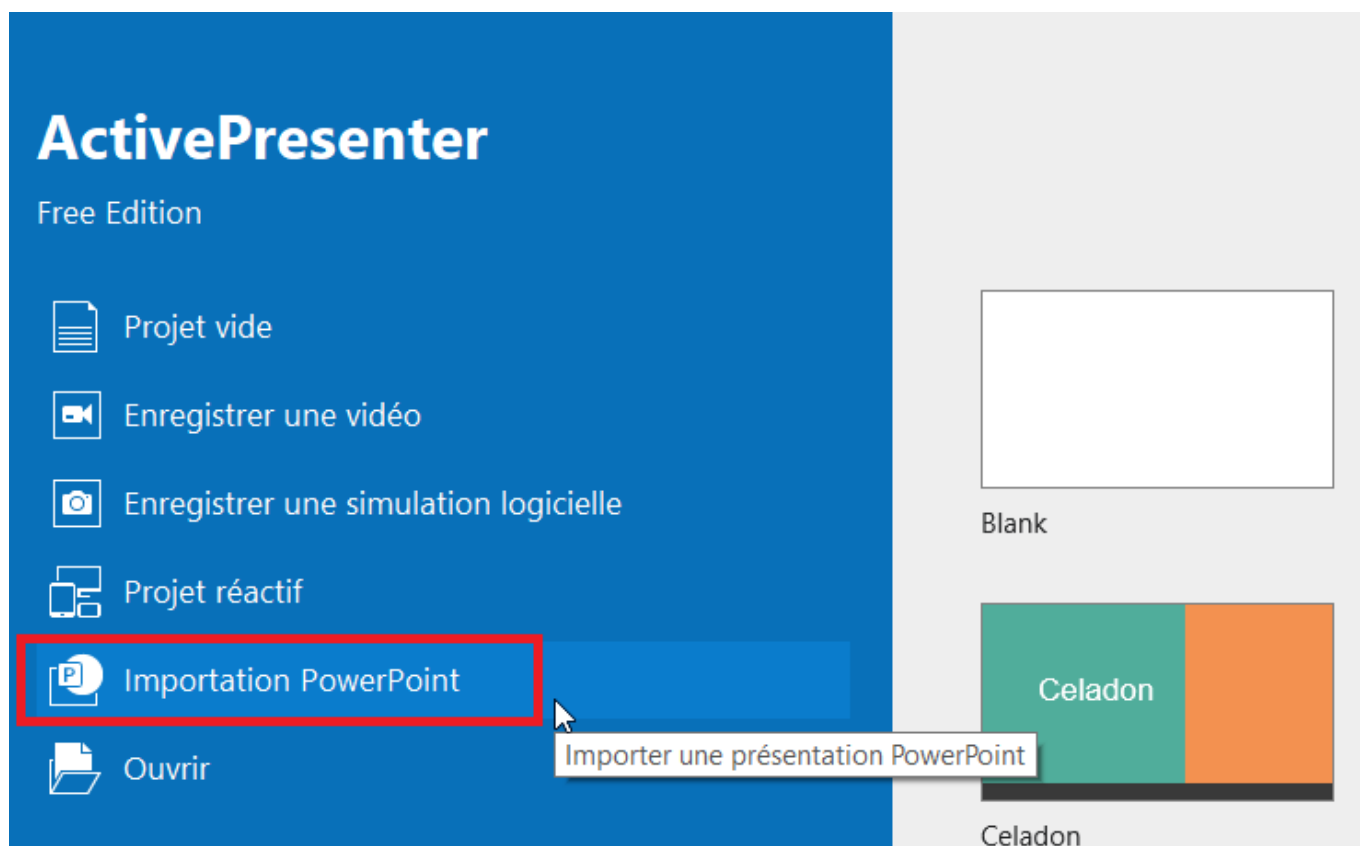 ActivePresenter
Free Edition
Projet vide
Enregistrer une vidéo
Enregistrer une simulation logicielle
Projet réactif
P
Importation PowerPoint
Importer une présentation PowerPoint
Ouvrir
Blank
Celadon
Celadon